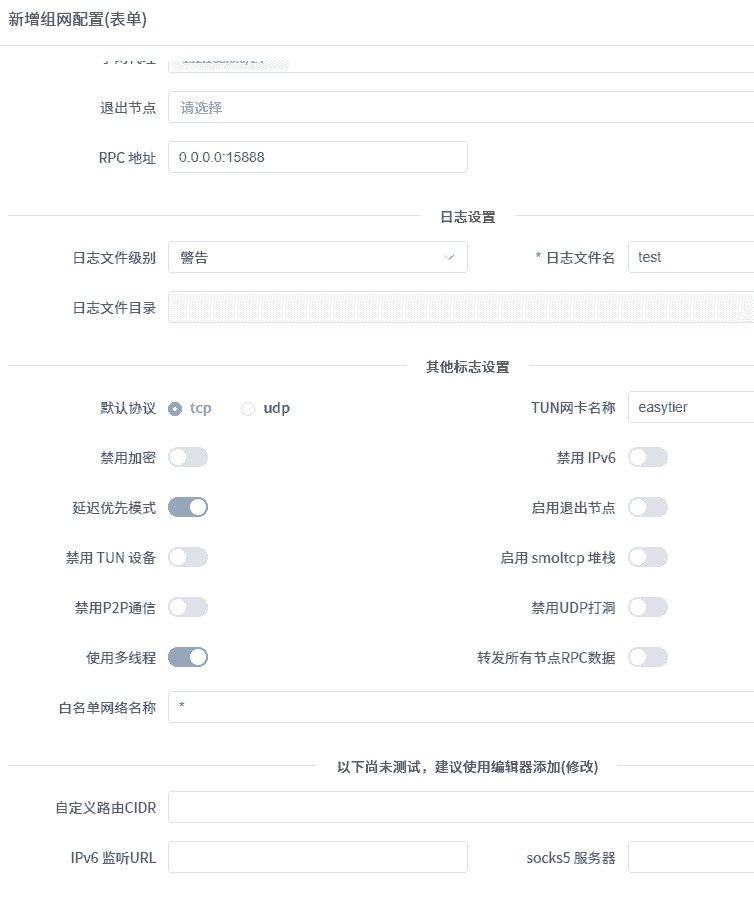 新增组网配置(表单)
退出节点 请选择
RPC 地址 0.0.0.0:15888
日志设置
日志文件级别 警告 * 日志文件名 test
日志文件目录
其他标志设置
默认协议 tcp udp TUN网卡名称 easytier
禁用加密 禁用 IPv6
延迟优先模式 启用退出节点
禁用 TUN 设备 启用 smoltcp 堆栈
禁用P2P通信 禁用UDP打洞
使用多线程 转发所有节点RPC数据
白名单网络名称 *
以下尚未测试，建议使用编辑器添加(修改)
自定义路由CIDR
IPv6 监听URL socks5 服务器